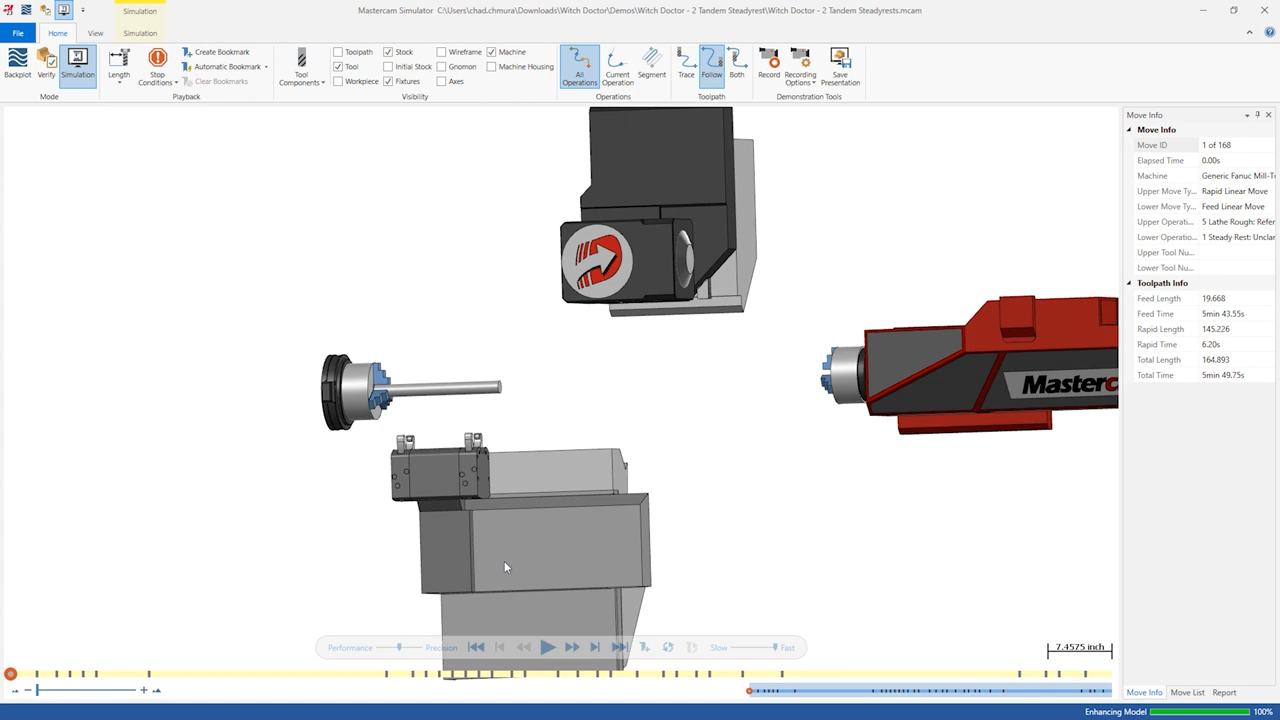 Simulation
Mastercam Simulator C:\Users\chad.chmura\Downloads\Witch Doctor\Demos\Witch Doctor - 2 Tandem Steadyrest\Witch Doctor - 2 Tandem Steadyrests.mcam
File Home View Simulation
Backplot Verify Simulation
Mode
Length Stop Conditions
Create Bookmark
Automatic Bookmark
Clear Bookmarks
Playback
Tool Components
Toolpath Stock Wireframe Machine
Tool Initial Stock Gnomon Machine Housing
Workpiece Fixtures Axes
Visibility
All Operations Current Operation Segment
Operations
Trace Follow Both
Toolpath
Record Recording Options Save Presentation
Demonstration Tools
Move Info
Move Info
Move ID 1 of 168
Elapsed Time 0.00s
Machine Generic Fanuc Mill-T
Upper Move Ty... Rapid Linear Move
Lower Move Ty... Feed Linear Move
Upper Operati... 5 Lathe Rough: Refer
Lower Operatio... 1 Steady Rest: Unclar
Upper Tool Nu...
Lower Tool Nu...
Toolpath Info
Feed Length 19.668
Feed Time 5min 43.55s
Rapid Length 145.226
Rapid Time 6.20s
Total Length 164.893
Total Time 5min 49.75s
Masterc
Performance Precision Slow Fast
7.4575 inch
Move Info Move List Report
Enhancing Model 100%